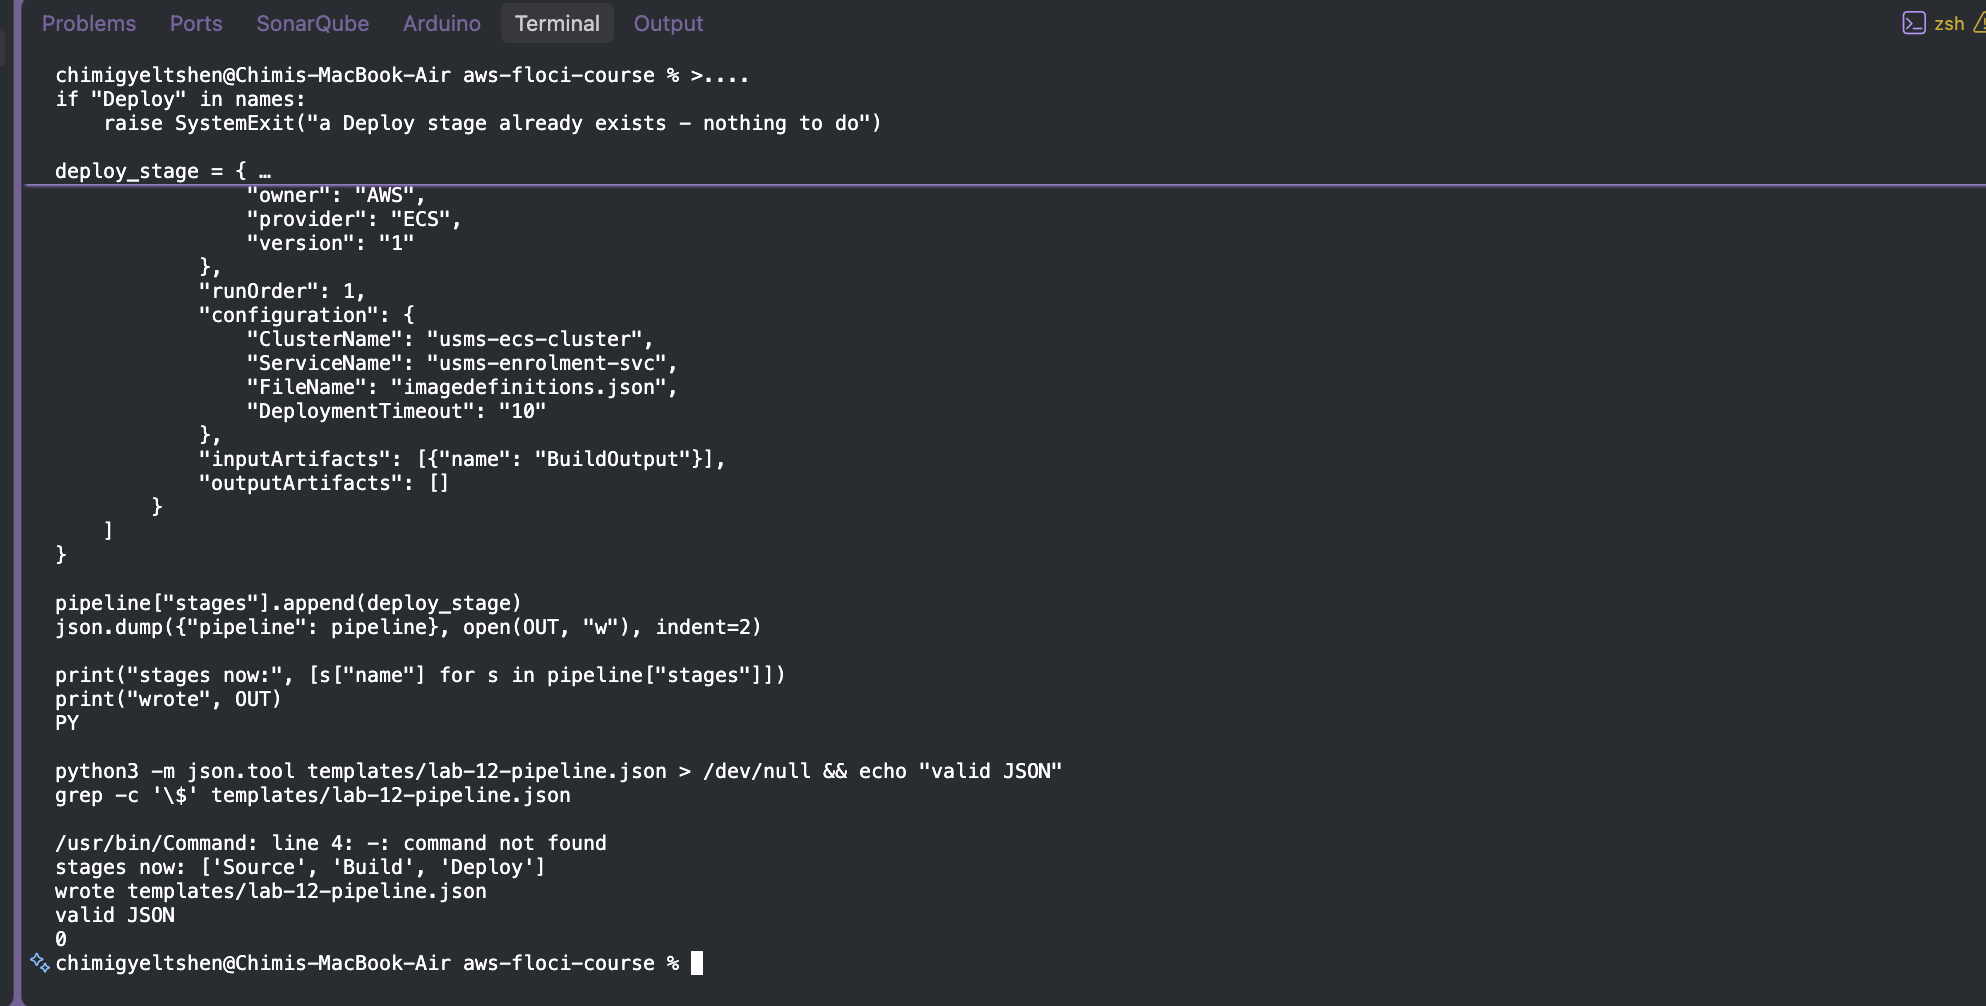 Problems Ports SonarQube Arduino Terminal Output zsh
chimigyeltshen@Chimis-MacBook-Air aws-floci-course % >....
if "Deploy" in names:
    raise SystemExit("a Deploy stage already exists - nothing to do")

deploy_stage = { …
                "owner": "AWS",
                "provider": "ECS",
                "version": "1"
            },
            "runOrder": 1,
            "configuration": {
                "ClusterName": "usms-ecs-cluster",
                "ServiceName": "usms-enrolment-svc",
                "FileName": "imagedefinitions.json",
                "DeploymentTimeout": "10"
            },
            "inputArtifacts": [{"name": "BuildOutput"}],
            "outputArtifacts": []
        }
    ]
}

pipeline["stages"].append(deploy_stage)
json.dump({"pipeline": pipeline}, open(OUT, "w"), indent=2)

print("stages now:", [s["name"] for s in pipeline["stages"]])
print("wrote", OUT)
PY

python3 -m json.tool templates/lab-12-pipeline.json > /dev/null && echo "valid JSON"
grep -c '\$' templates/lab-12-pipeline.json

/usr/bin/Command: line 4: -: command not found
stages now: ['Source', 'Build', 'Deploy']
wrote templates/lab-12-pipeline.json
valid JSON
0
chimigyeltshen@Chimis-MacBook-Air aws-floci-course %